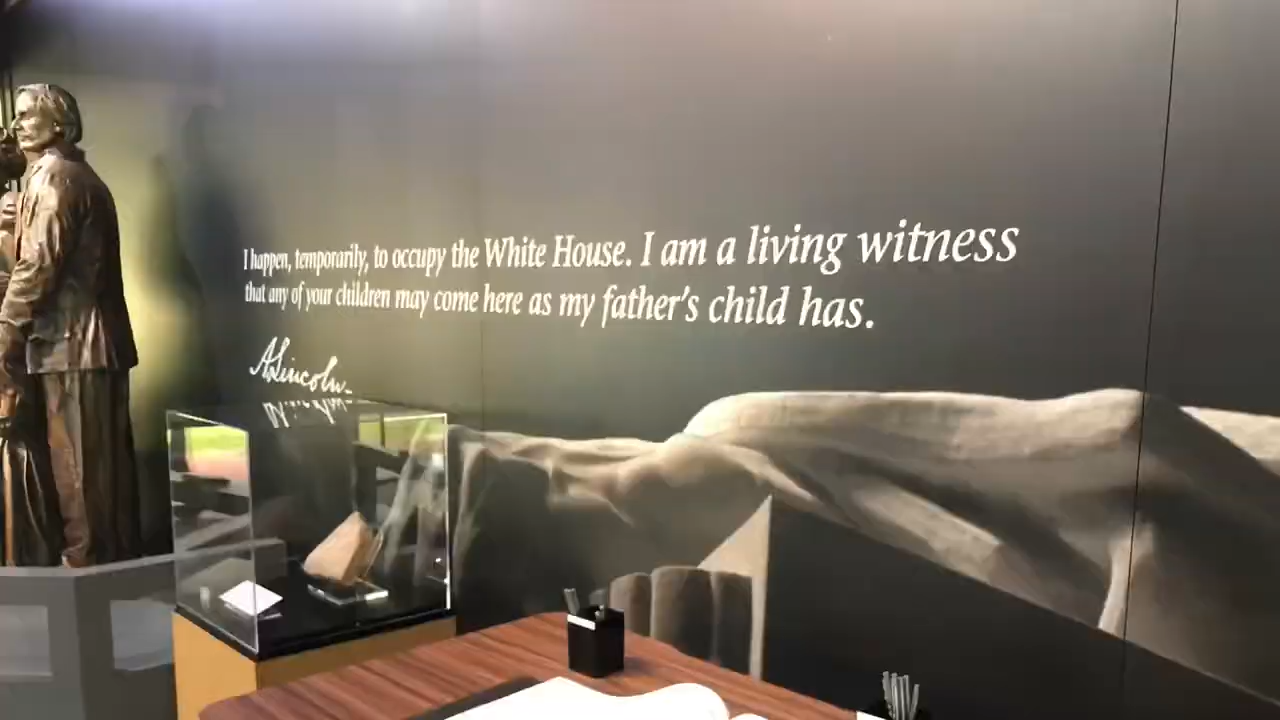 I happen, temporarily, to occupy the White House. I am a living witness
that any of your children may come here as my father's child has.
A Lincoln